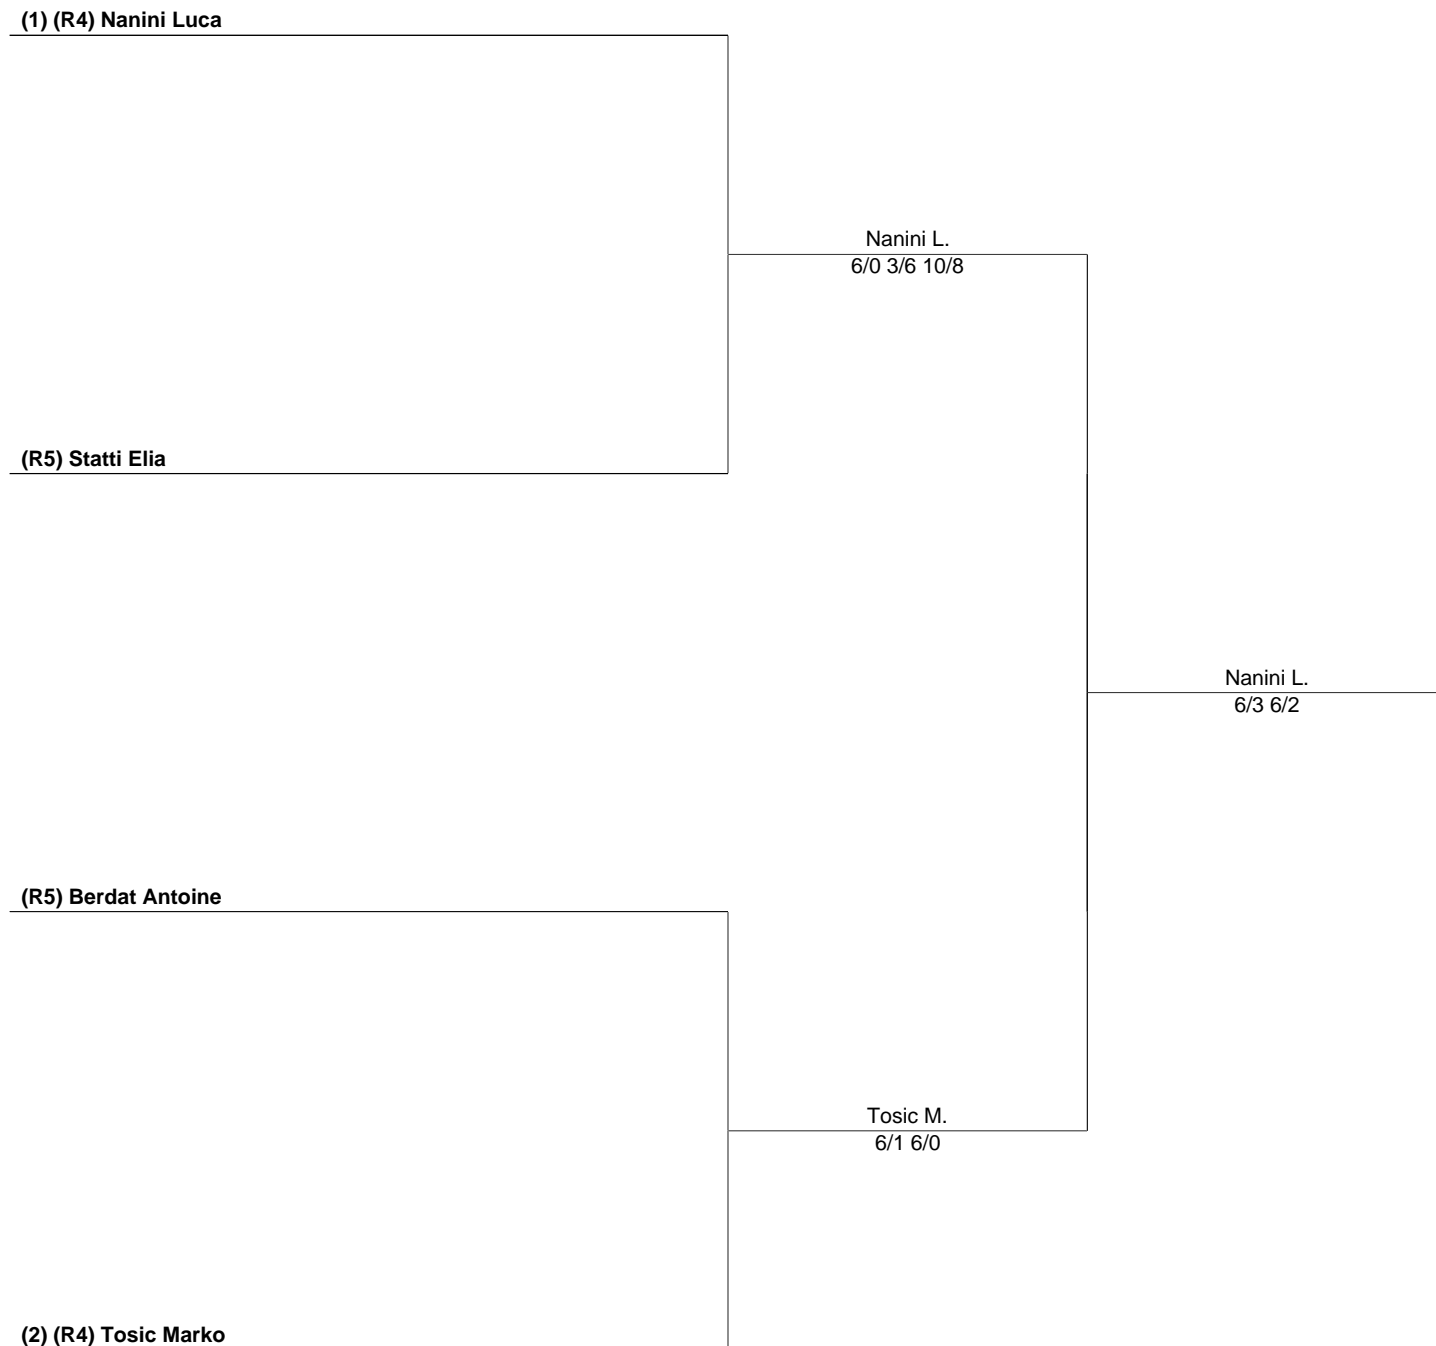 (1) (R4) Nanini Luca
Nanini L.
6/0 3/6 10/8
(R5) Statti Elia
Nanini L.
6/3 6/2
(R5) Berdat Antoine
Tosic M.
6/1 6/0
(2) (R4) Tosic Marko